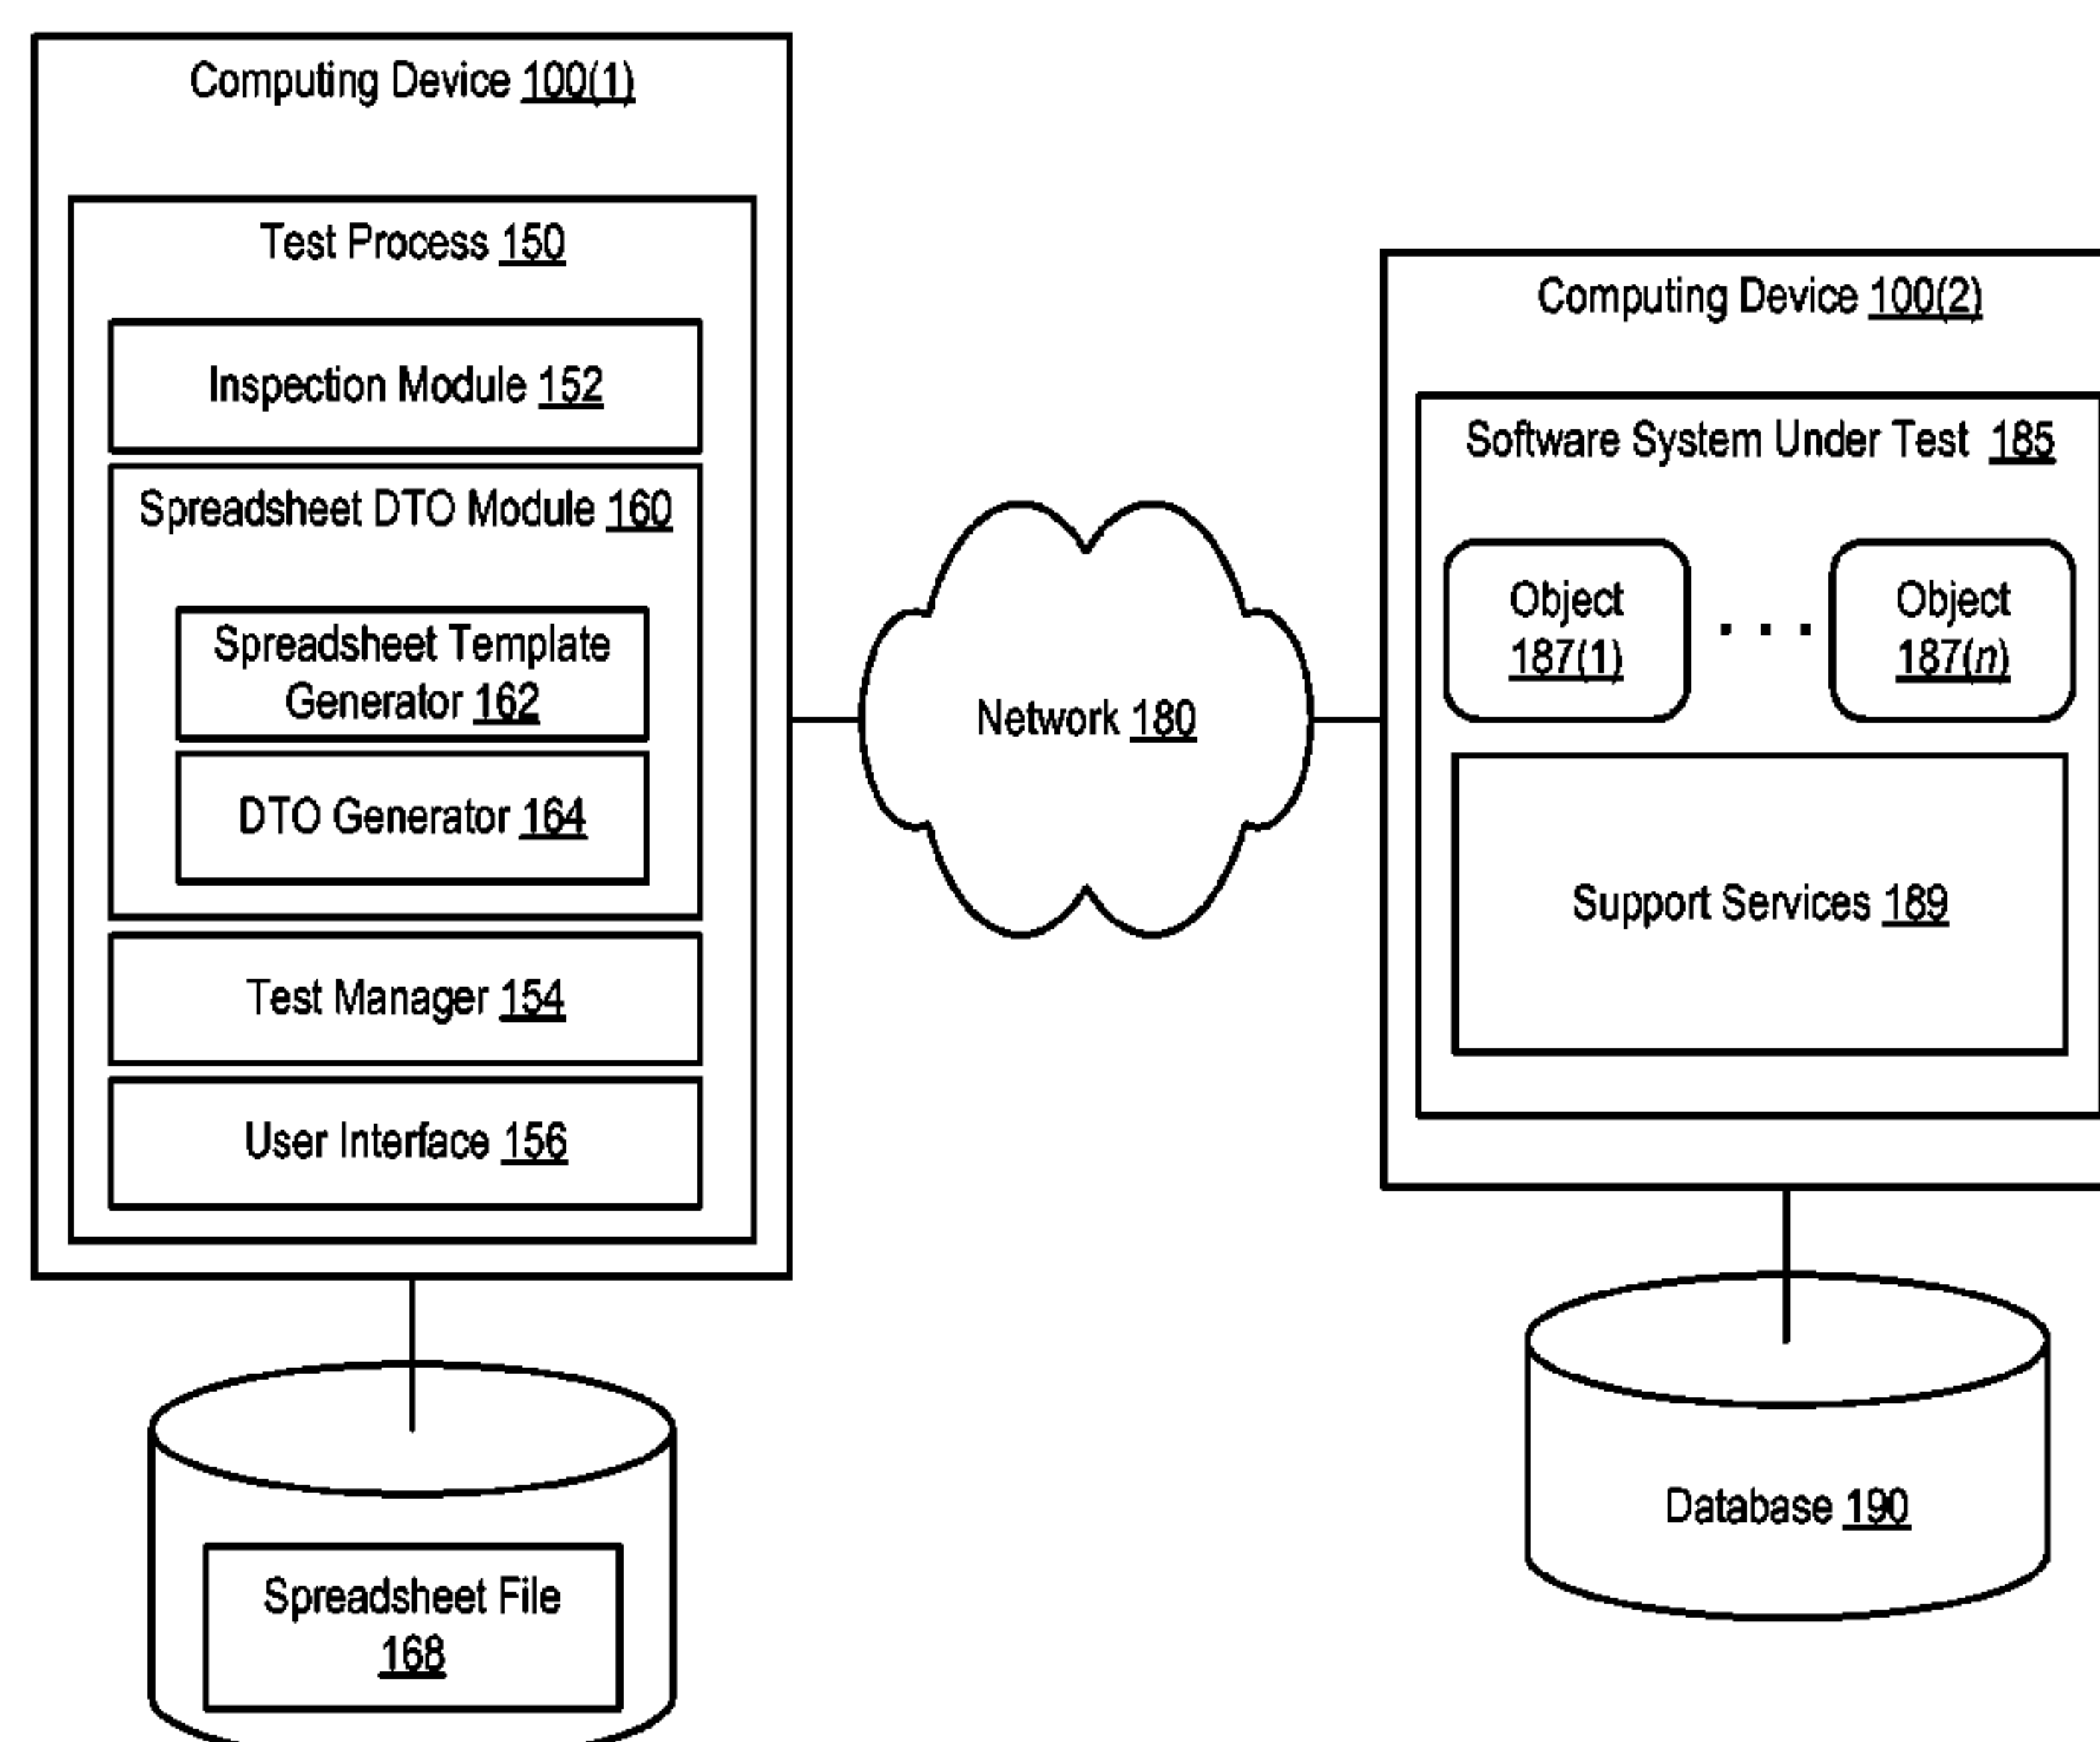 Computing Device 100(1)
Test Process 150
Inspection Module 152
Spreadsheet DTO Module 160
Spreadsheet Template
Generator 162
DTO Generator 164
Test Manager 154
User Interface 156
Spreadsheet File
168
Network 180
Computing Device 100(2)
Software System Under Test 185
Object
187(1)
. . .
Object
187(n)
Support Services 189
Database 190